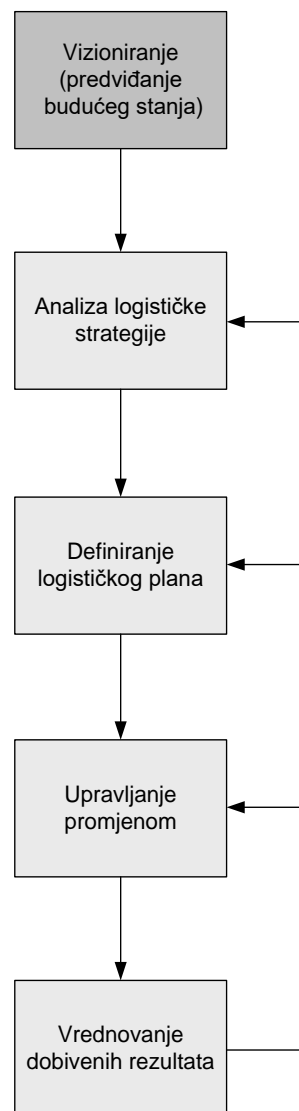 Vizioniranje
(predviđanje
budućeg stanja)
Analiza logističke
strategije
Definiranje
logističkog plana
Upravljanje
promjenom
Vrednovanje
dobivenih rezultata